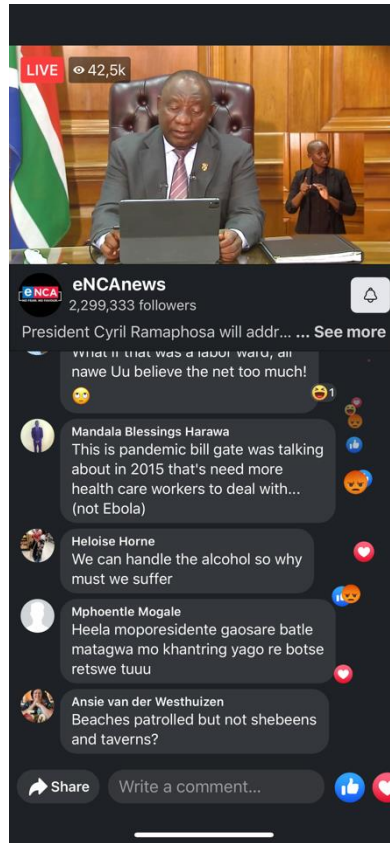 LIVE 42,5k
eNCA
eNCAnews
2,299,333 followers
President Cyril Ramaphosa will addr... ... See more
What if that was a labor ward, all
nawe Uu believe the net too much!
1
Mandala Blessings Harawa
This is pandemic bill gate was talking
about in 2015 that's need more
health care workers to deal with...
(not Ebola)
Heloise Horne
We can handle the alcohol so why
must we suffer
Mphoentle Mogale
Heela moporesidente gaosare batle
matagwa mo khantring yago re botse
retswe tuuu
Ansie van der Westhuizen
Beaches patrolled but not shebeens
and taverns?
Share Write a comment...